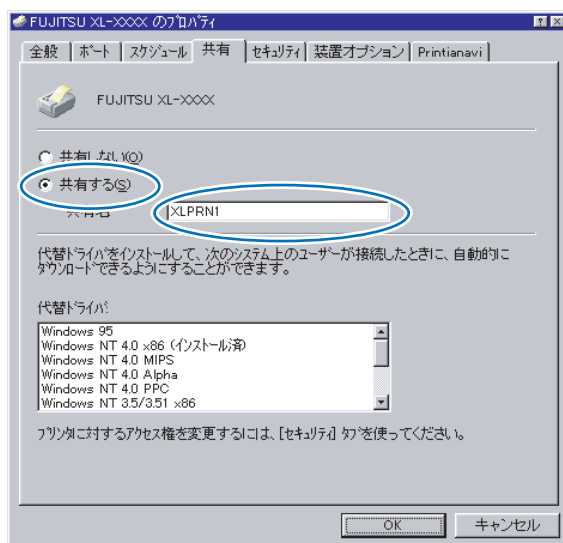 FUJITSU XL-XXXX のプロパティ
全般 ポート スケジュール 共有 セキュリティ 装置オプション Printianavi
FUJITSU XL-XXXX
共有しない(O)
共有する(S)
共有名 XLPRN1
代替ドライバをインストールして、次のシステム上のユーザーが接続したときに、自動的に
ダウンロードできるようにすることができます。
代替ドライバ:
Windows 95
Windows NT 4.0 x86 (インストール済)
Windows NT 4.0 MIPS
Windows NT 4.0 Alpha
Windows NT 4.0 PPC
Windows NT 3.5/3.51 x86
プリンタに対するアクセス権を変更するには、[セキュリティ] タブを使ってください。
OK キャンセル